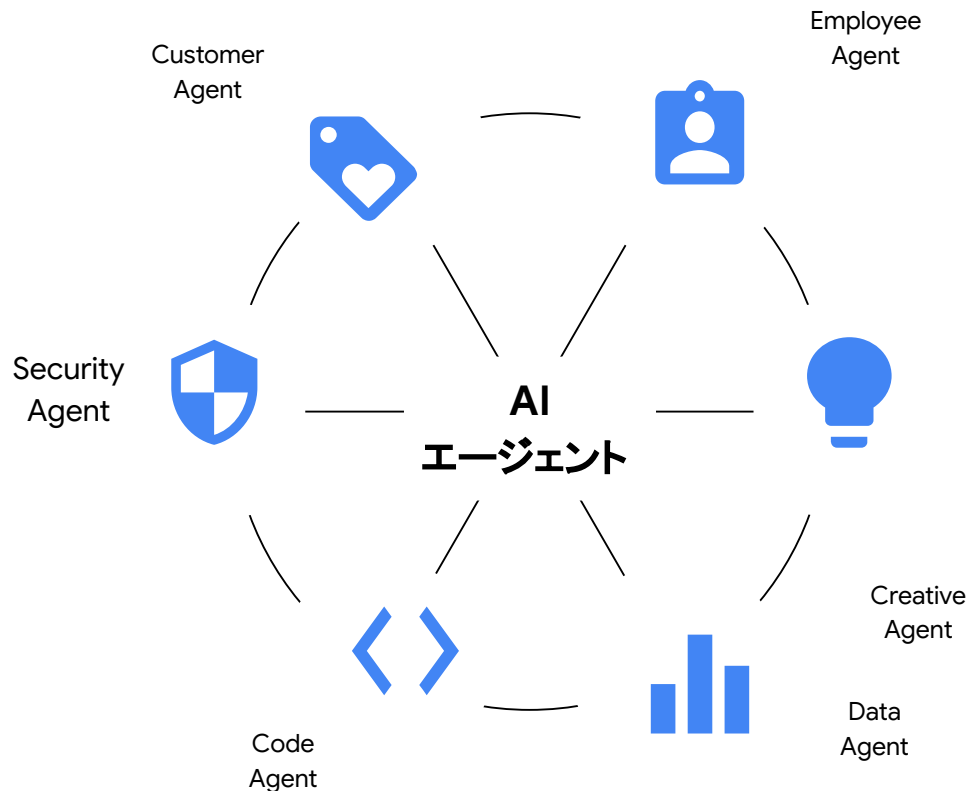 Customer
Agent
Employee
Agent
Security
Agent
AI
エージェント
Creative
Agent
Data
Agent
Code
Agent